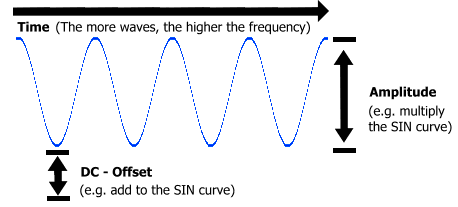 Time (The more waves, the higher the frequency)
Amplitude
(e.g. multiply
the SIN curve)
DC - Offset
(e.g. add to the SIN curve)